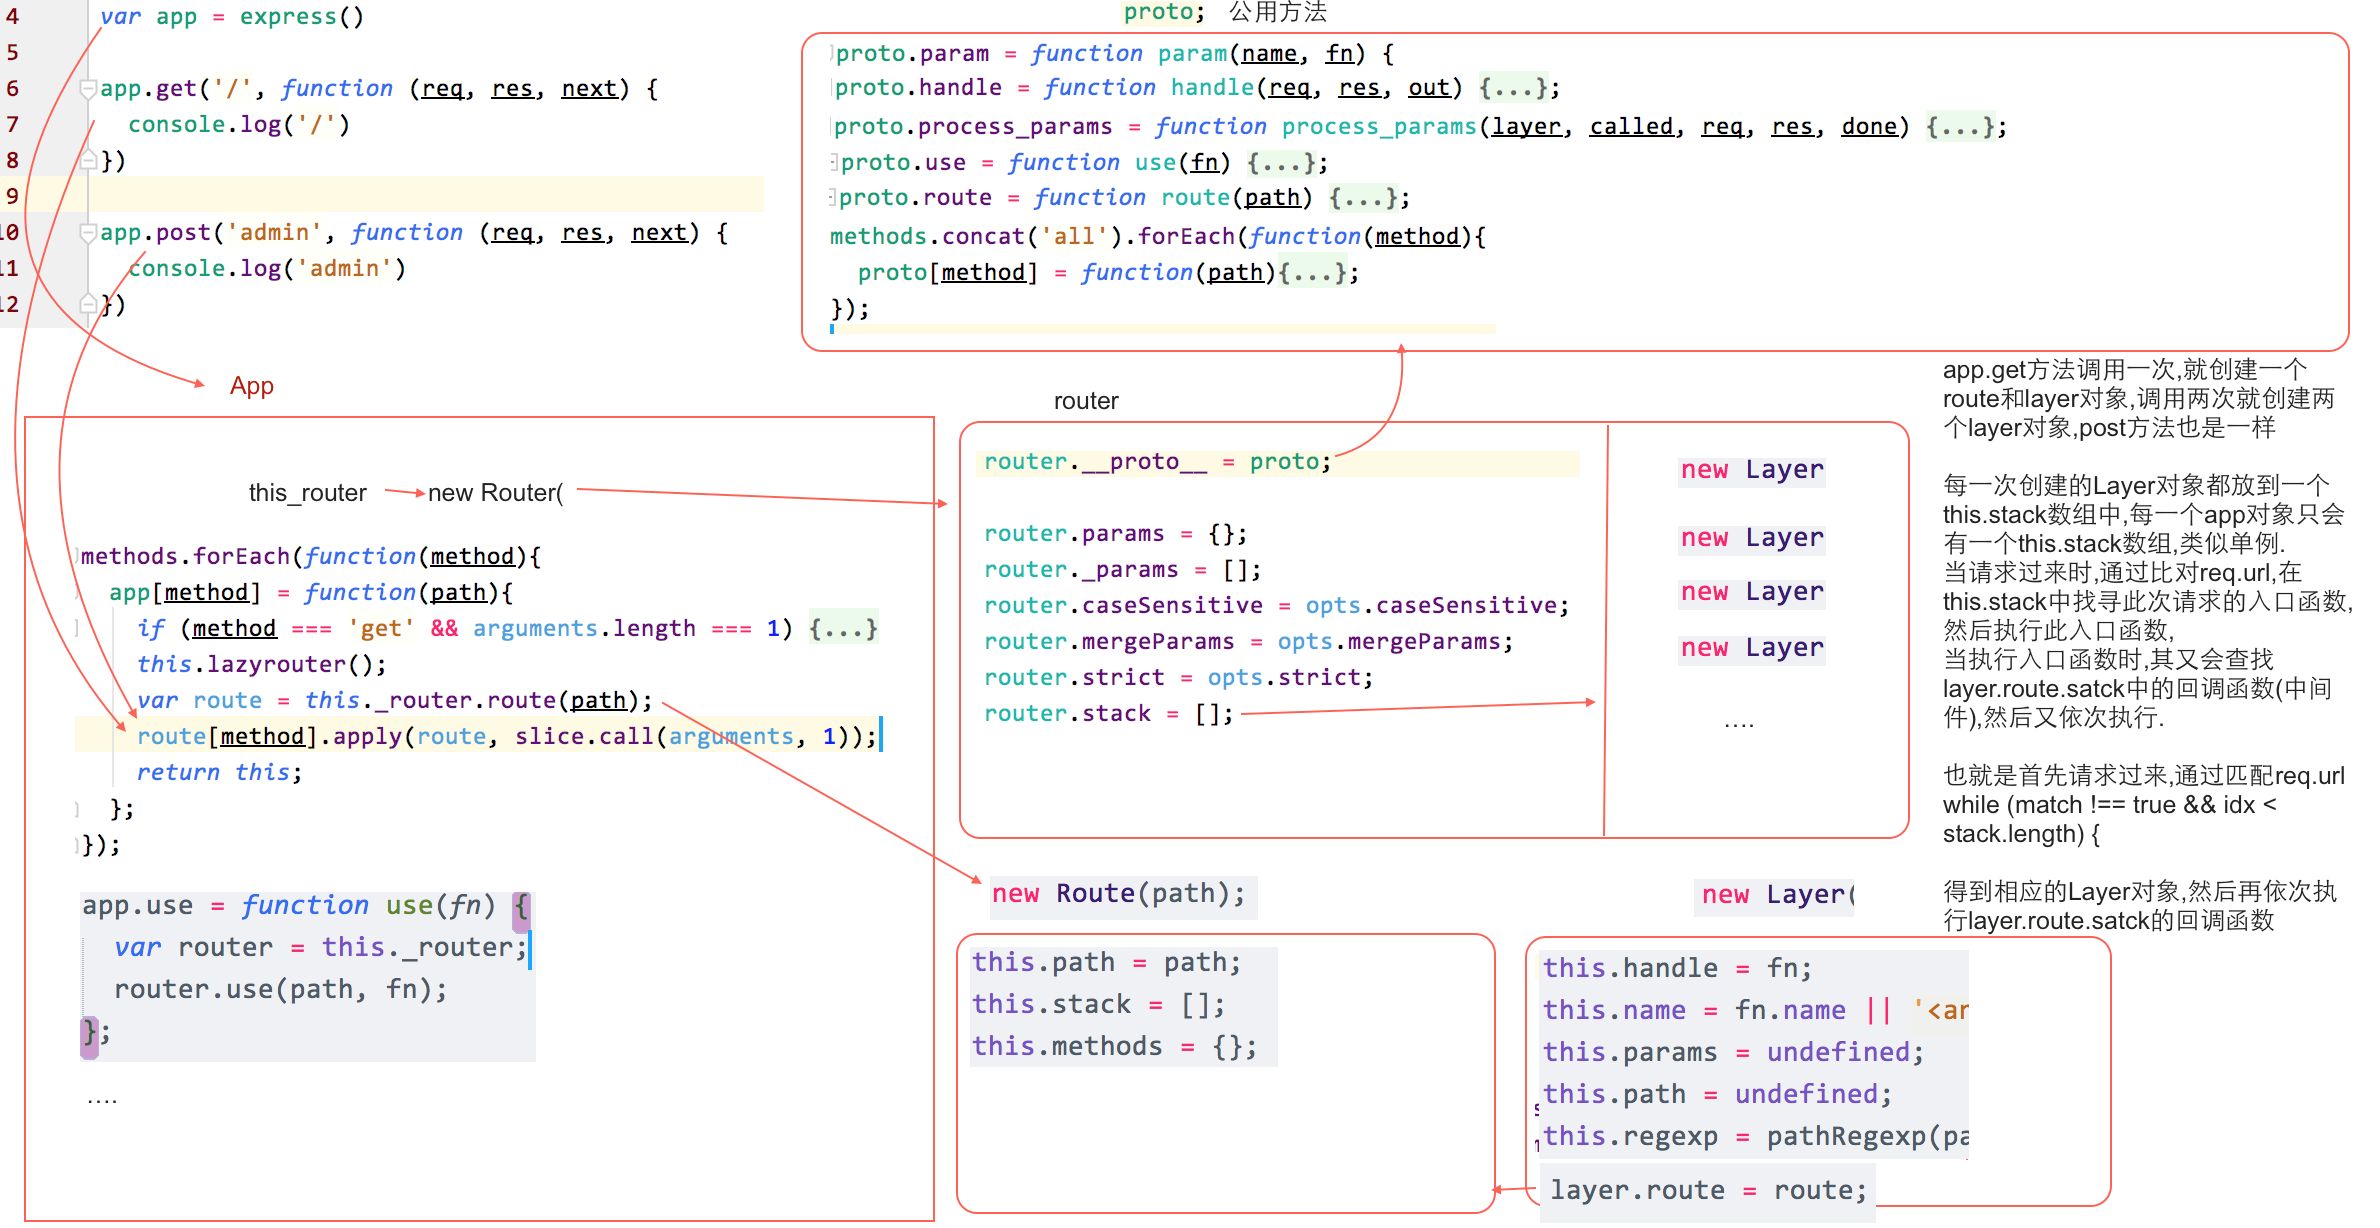 4 var app = express()
5
6 app.get('/', function (req, res, next) {
7 console.log('/')
8 })
9
10 app.post('admin', function (req, res, next) {
11 console.log('admin')
12 })
proto; 公用方法
proto.param = function param(name, fn) {
proto.handle = function handle(req, res, out) {...};
proto.process_params = function process_params(layer, called, req, res, done) {...};
proto.use = function use(fn) {...};
proto.route = function route(path) {...};
methods.concat('all').forEach(function(method){
proto[method] = function(path){...};
});
App
this_router
new Router(
methods.forEach(function(method){
app[method] = function(path){
if (method === 'get' && arguments.length === 1) {...}
this.lazyrouter();
var route = this._router.route(path);
route[method].apply(route, slice.call(arguments, 1));
return this;
};
});
app.use = function use(fn) {
var router = this._router;
router.use(path, fn);
};
....
router
router.__proto__ = proto;
router.params = {};
router._params = [];
router.caseSensitive = opts.caseSensitive;
router.mergeParams = opts.mergeParams;
router.strict = opts.strict;
router.stack = [];
new Layer
new Layer
new Layer
new Layer
....
app.get方法调用一次,就创建一个
route和layer对象,调用两次就创建两
个layer对象,post方法也是一样
每一次创建的Layer对象都放到一个
this.stack数组中,每一个app对象只会
有一个this.stack数组,类似单例.
当请求过来时,通过比对req.url,在
this.stack中找寻此次请求的入口函数,
然后执行此入口函数,
当执行入口函数时,其又会查找
layer.route.satck中的回调函数(中间
件),然后又依次执行.
也就是首先请求过来,通过匹配req.url
while (match !== true && idx <
stack.length) {
得到相应的Layer对象,然后再依次执
行layer.route.satck的回调函数
new Route(path);
this.path = path;
this.stack = [];
this.methods = {};
new Layer(
this.handle = fn;
this.name = fn.name || '<an
this.params = undefined;
this.path = undefined;
this.regexp = pathRegexp(pa
layer.route = route;